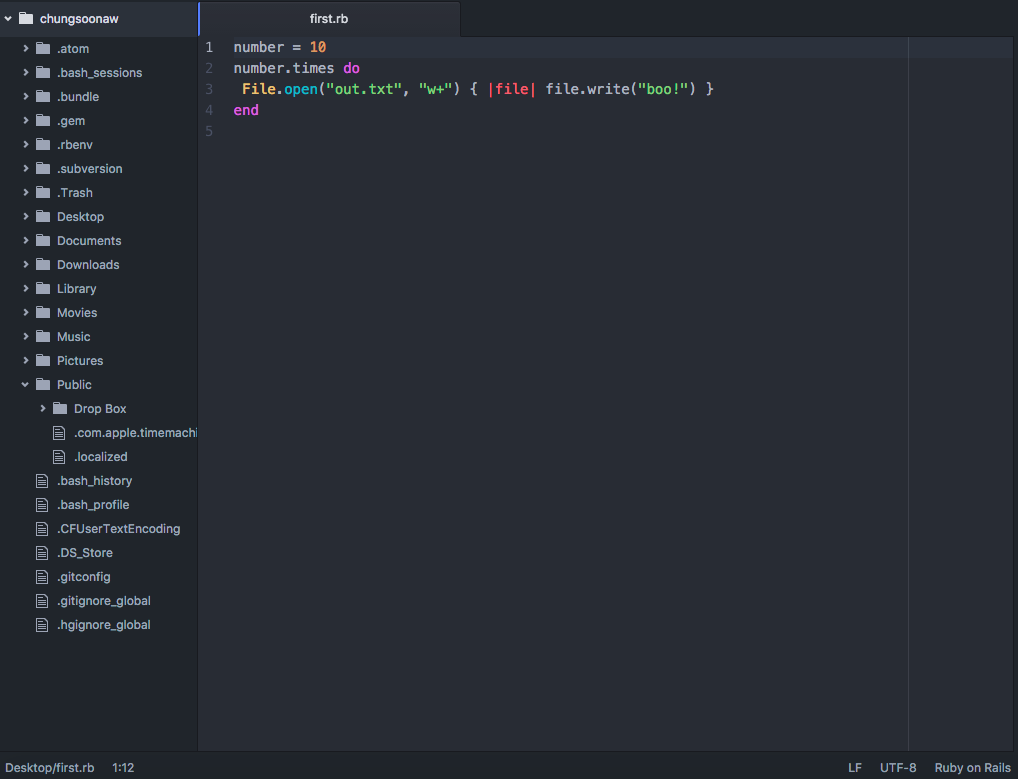 chungsoonaw
.atom
.bash_sessions
.bundle
.gem
.rbenv
.subversion
.Trash
Desktop
Documents
Downloads
Library
Movies
Music
Pictures
Public
Drop Box
.com.apple.timemachi
.localized
.bash_history
.bash_profile
.CFUserTextEncoding
.DS_Store
.gitconfig
.gitignore_global
.hgignore_global
first.rb
1 number = 10
2 number.times do
3  File.open("out.txt", "w+") { |file| file.write("boo!") }
4 end
5
Desktop/first.rb 1:12 LF UTF-8 Ruby on Rails